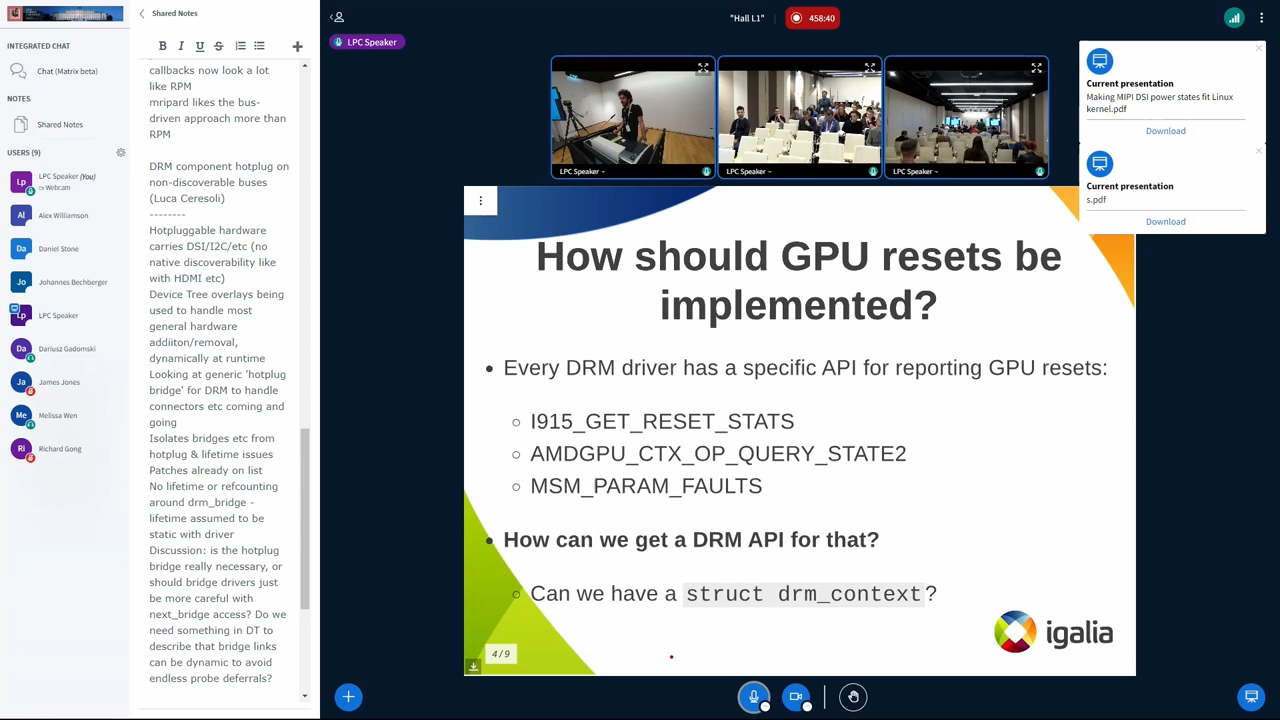 INTEGRATED CHAT
Chat (Matrix beta)
NOTES
Shared Notes
USERS (9)
Lp
LPC Speaker (You)
Webcam
Al
Alex Williamson
Da
Daniel Stone
Jo
Johannes Bechberger
Lp
LPC Speaker
Da
Dariusz Gadomski
Ja
James Jones
Me
Melissa Wen
Ri
Richard Gong
Shared Notes
B I U S
callbacks now look a lot
like RPM
mripard likes the bus-
driven approach more than
RPM
DRM component hotplug on
non-discoverable buses
(Luca Ceresoli)
--------
Hotpluggable hardware
carries DSI/I2C/etc (no
native discoverability like
with HDMI etc)
Device Tree overlays being
used to handle most
general hardware
addiiton/removal,
dynamically at runtime
Looking at generic 'hotplug
bridge' for DRM to handle
connectors etc coming and
going
Isolates bridges etc from
hotplug & lifetime issues
Patches already on list
No lifetime or refcounting
around drm_bridge -
lifetime assumed to be
static with driver
Discussion: is the hotplug
bridge really necessary, or
should bridge drivers just
be more careful with
next_bridge access? Do we
need something in DT to
describe that bridge links
can be dynamic to avoid
endless probe deferrals?
"Hall L1"
458:40
LPC Speaker
LPC Speaker
LPC Speaker
LPC Speaker
Current presentation
Making MIPI DSI power states fit Linux
kernel.pdf
Download
Current presentation
s.pdf
Download
How should GPU resets be
implemented?
• Every DRM driver has a specific API for reporting GPU resets:
○ I915_GET_RESET_STATS
○ AMDGPU_CTX_OP_QUERY_STATE2
○ MSM_PARAM_FAULTS
• How can we get a DRM API for that?
○ Can we have a struct drm_context?
igalia
4/9